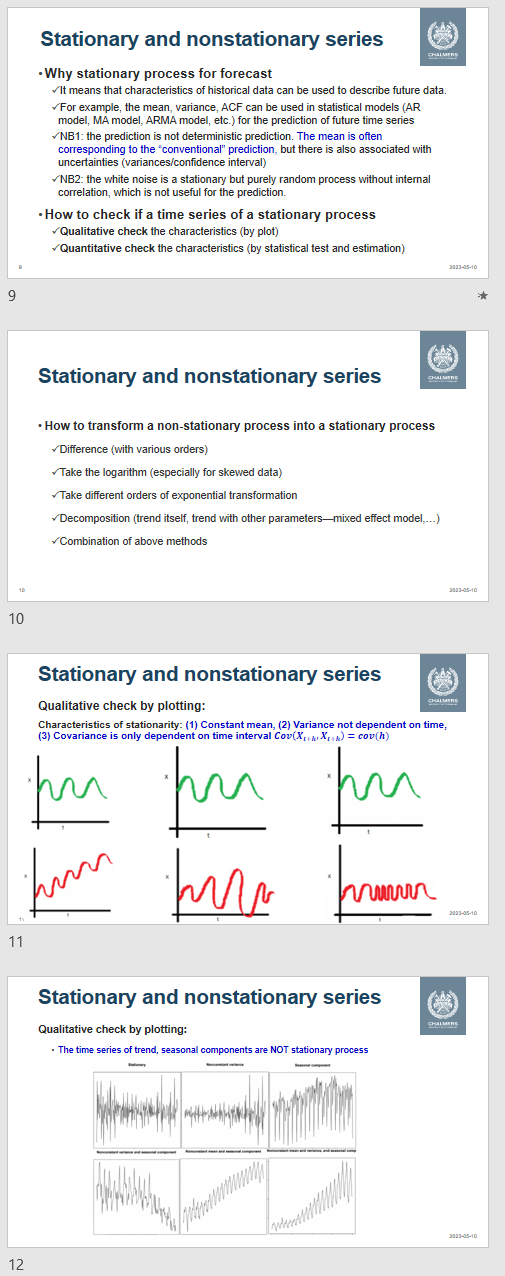 Stationary and nonstationary series
CHALMERS
•Why stationary process for forecast
✓It means that characteristics of historical data can be used to describe future data.
✓For example, the mean, variance, ACF can be used in statistical models (AR
model, MA model, ARMA model, etc.) for the prediction of future time series
✓NB1: the prediction is not deterministic prediction. The mean is often
corresponding to the “conventional” prediction, but there is also associated with
uncertainties (variances/confidence interval)
✓NB2: the white noise is a stationary but purely random process without internal
correlation, which is not useful for the prediction.
•How to check if a time series of a stationary process
✓Qualitative check the characteristics (by plot)
✓Quantitative check the characteristics (by statistical test and estimation)
9
2023-05-10
9
Stationary and nonstationary series
CHALMERS
•How to transform a non-stationary process into a stationary process
✓Difference (with various orders)
✓Take the logarithm (especially for skewed data)
✓Take different orders of exponential transformation
✓Decomposition (trend itself, trend with other parameters—mixed effect model,…)
✓Combination of above methods
10
2023-05-10
10
Stationary and nonstationary series
CHALMERS
Qualitative check by plotting:
Characteristics of stationarity: (1) Constant mean, (2) Variance not dependent on time,
(3) Covariance is only dependent on time interval Cov(X_{t+h}, X_{t+h}) = cov(h)
x
t
x
t
x
t
x
t
x
t
x
t
2023-05-10
11
Stationary and nonstationary series
CHALMERS
Qualitative check by plotting:
• The time series of trend, seasonal components are NOT stationary process
Stationary
Nonconstant variance
Seasonal component
Nonconstant variance and seasonal component
Nonconstant mean and seasonal component
Nonconstant mean and variance, and seasonal comp
2023-05-10
12